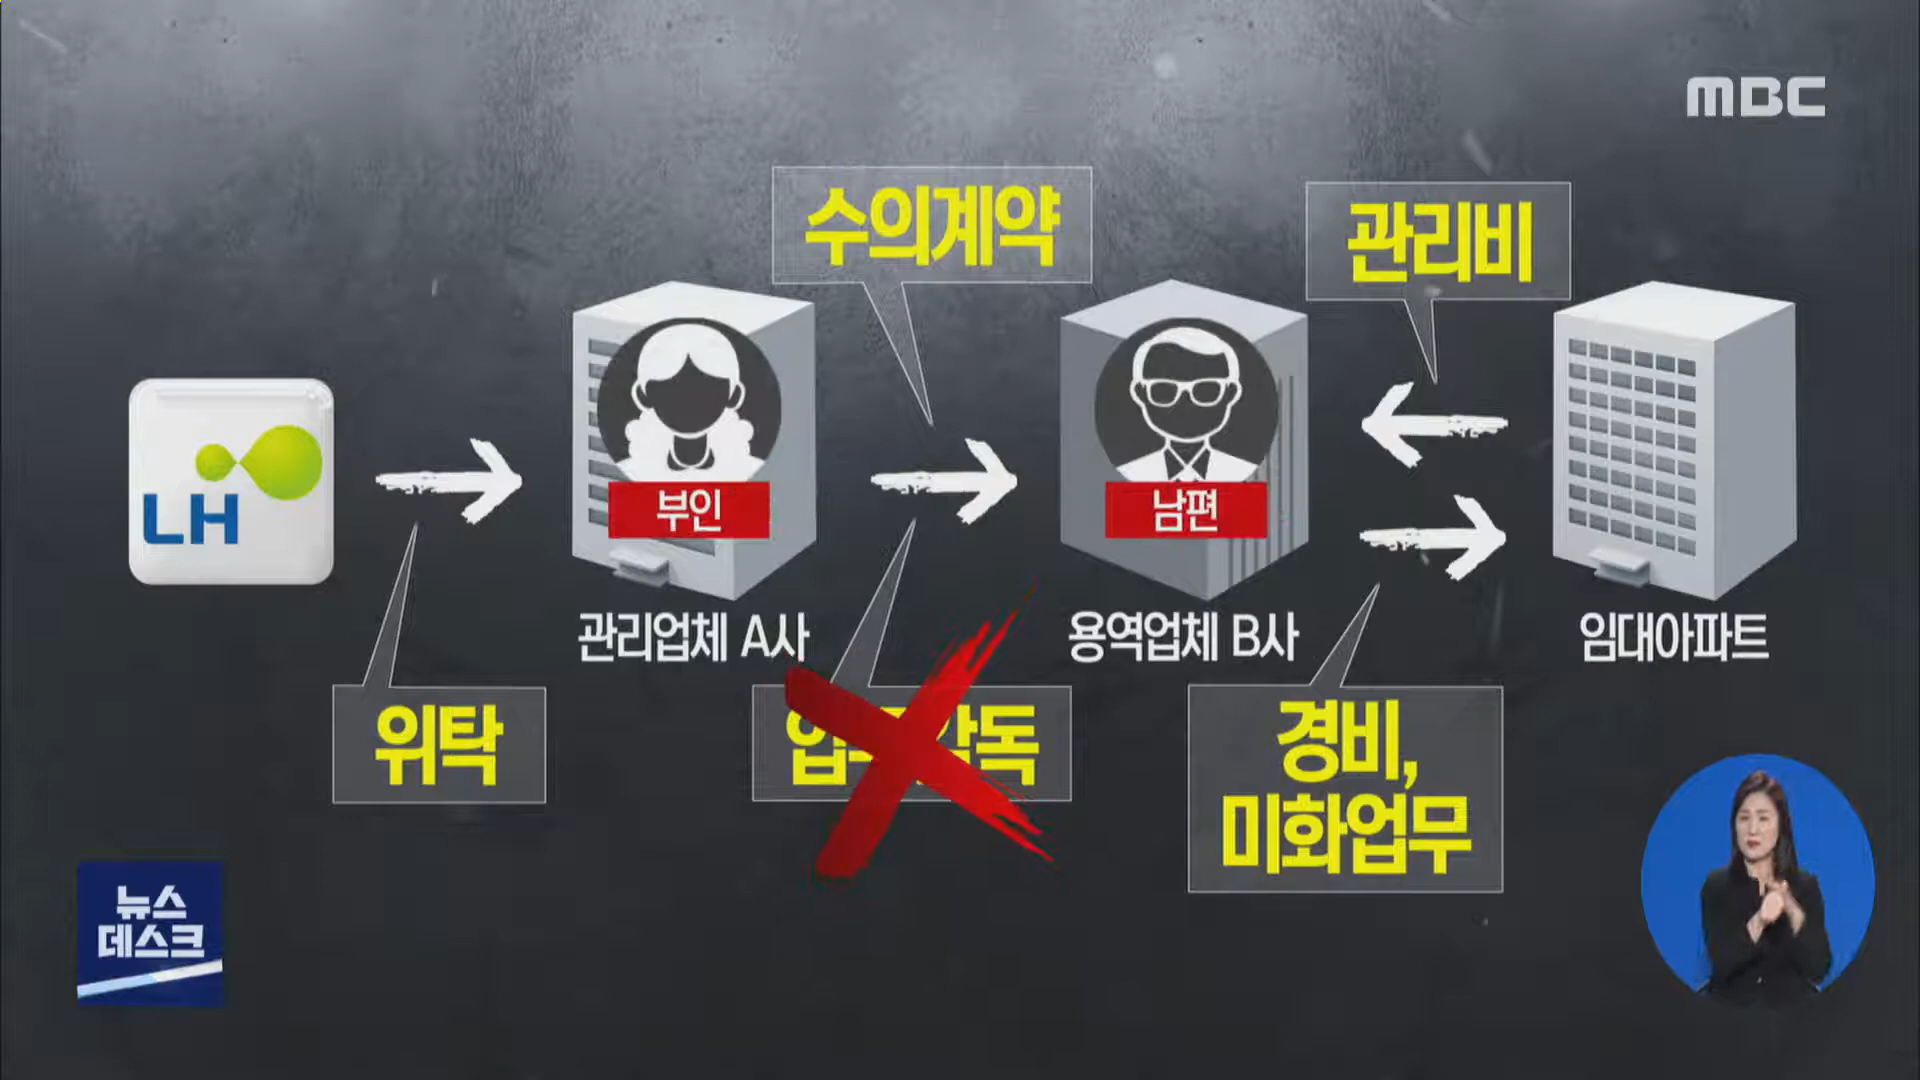 MBC
수의계약
관리비
LH
부인
남편
관리업체 A사
용역업체 B사
임대아파트
위탁
경비,
미화업무
뉴스
데스크